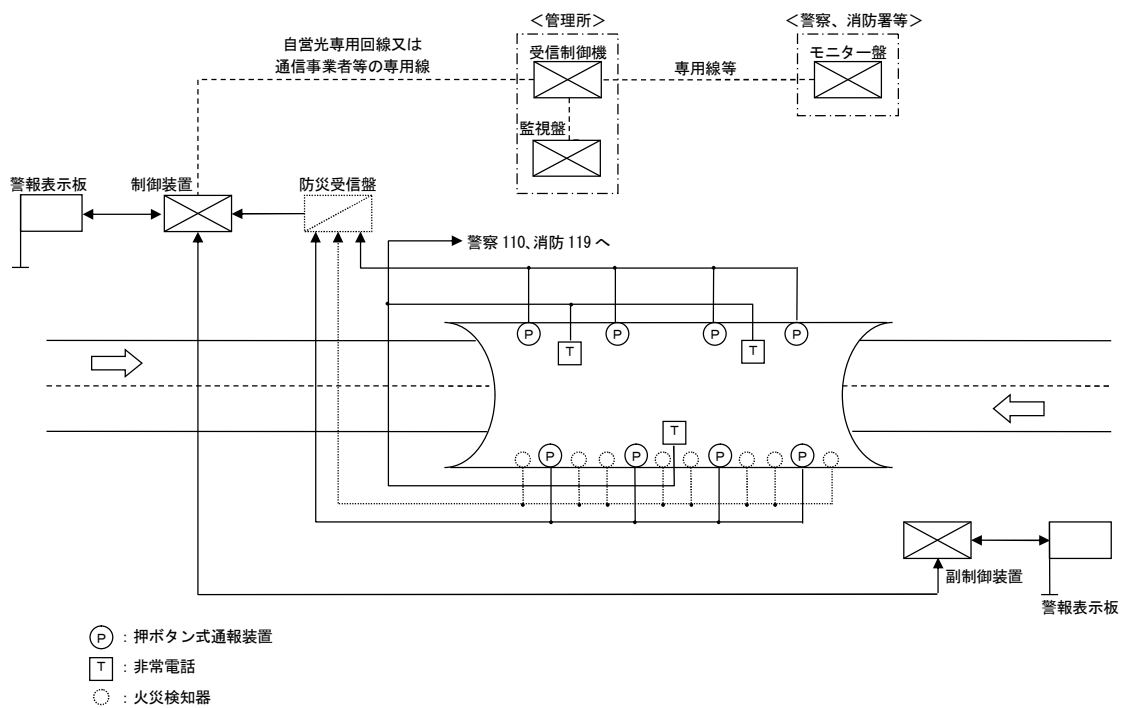 ＜管理所＞
＜警察、消防署等＞
自営光専用回線又は
通信事業者等の専用線
受信制御機
専用線等
モニター盤
監視盤
警報表示板
制御装置
防災受信盤
警察 110、消防 119 へ
P
P
P
P
T
T
T
P
P
P
P
副制御装置
警報表示板
P ：押ボタン式通報装置
T ：非常電話
：火災検知器